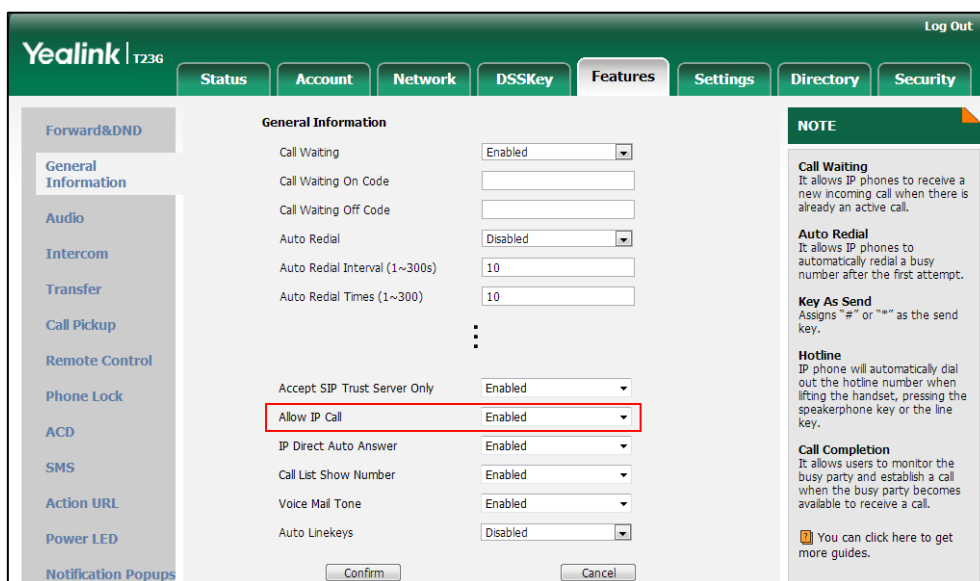 Log Out
Yealink T23G
Status Account Network DSSKey Features Settings Directory Security
Forward&DND
General
Information
Audio
Intercom
Transfer
Call Pickup
Remote Control
Phone Lock
ACD
SMS
Action URL
Power LED
Notification Popups
General Information
Call Waiting Enabled
Call Waiting On Code
Call Waiting Off Code
Auto Redial Disabled
Auto Redial Interval (1~300s) 10
Auto Redial Times (1~300) 10
Accept SIP Trust Server Only Enabled
Allow IP Call Enabled
IP Direct Auto Answer Enabled
Call List Show Number Enabled
Voice Mail Tone Enabled
Auto Linekeys Disabled
Confirm Cancel
NOTE
Call Waiting
It allows IP phones to receive a
new incoming call when there is
already an active call.
Auto Redial
It allows IP phones to
automatically redial a busy
number after the first attempt.
Key As Send
Assigns "#" or "*" as the send
key.
Hotline
IP phone will automatically dial
out the hotline number when
lifting the handset, pressing the
speakerphone key or the line
key.
Call Completion
It allows users to monitor the
busy party and establish a call
when the busy party becomes
available to receive a call.
? You can click here to get
more guides.